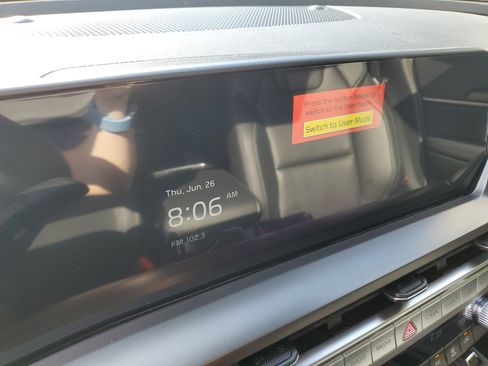 Press the button below to
switch to the User Mode
Switch to User Mode
Thu, Jun. 26
8:06 AM
FM 102.3
MEDIA